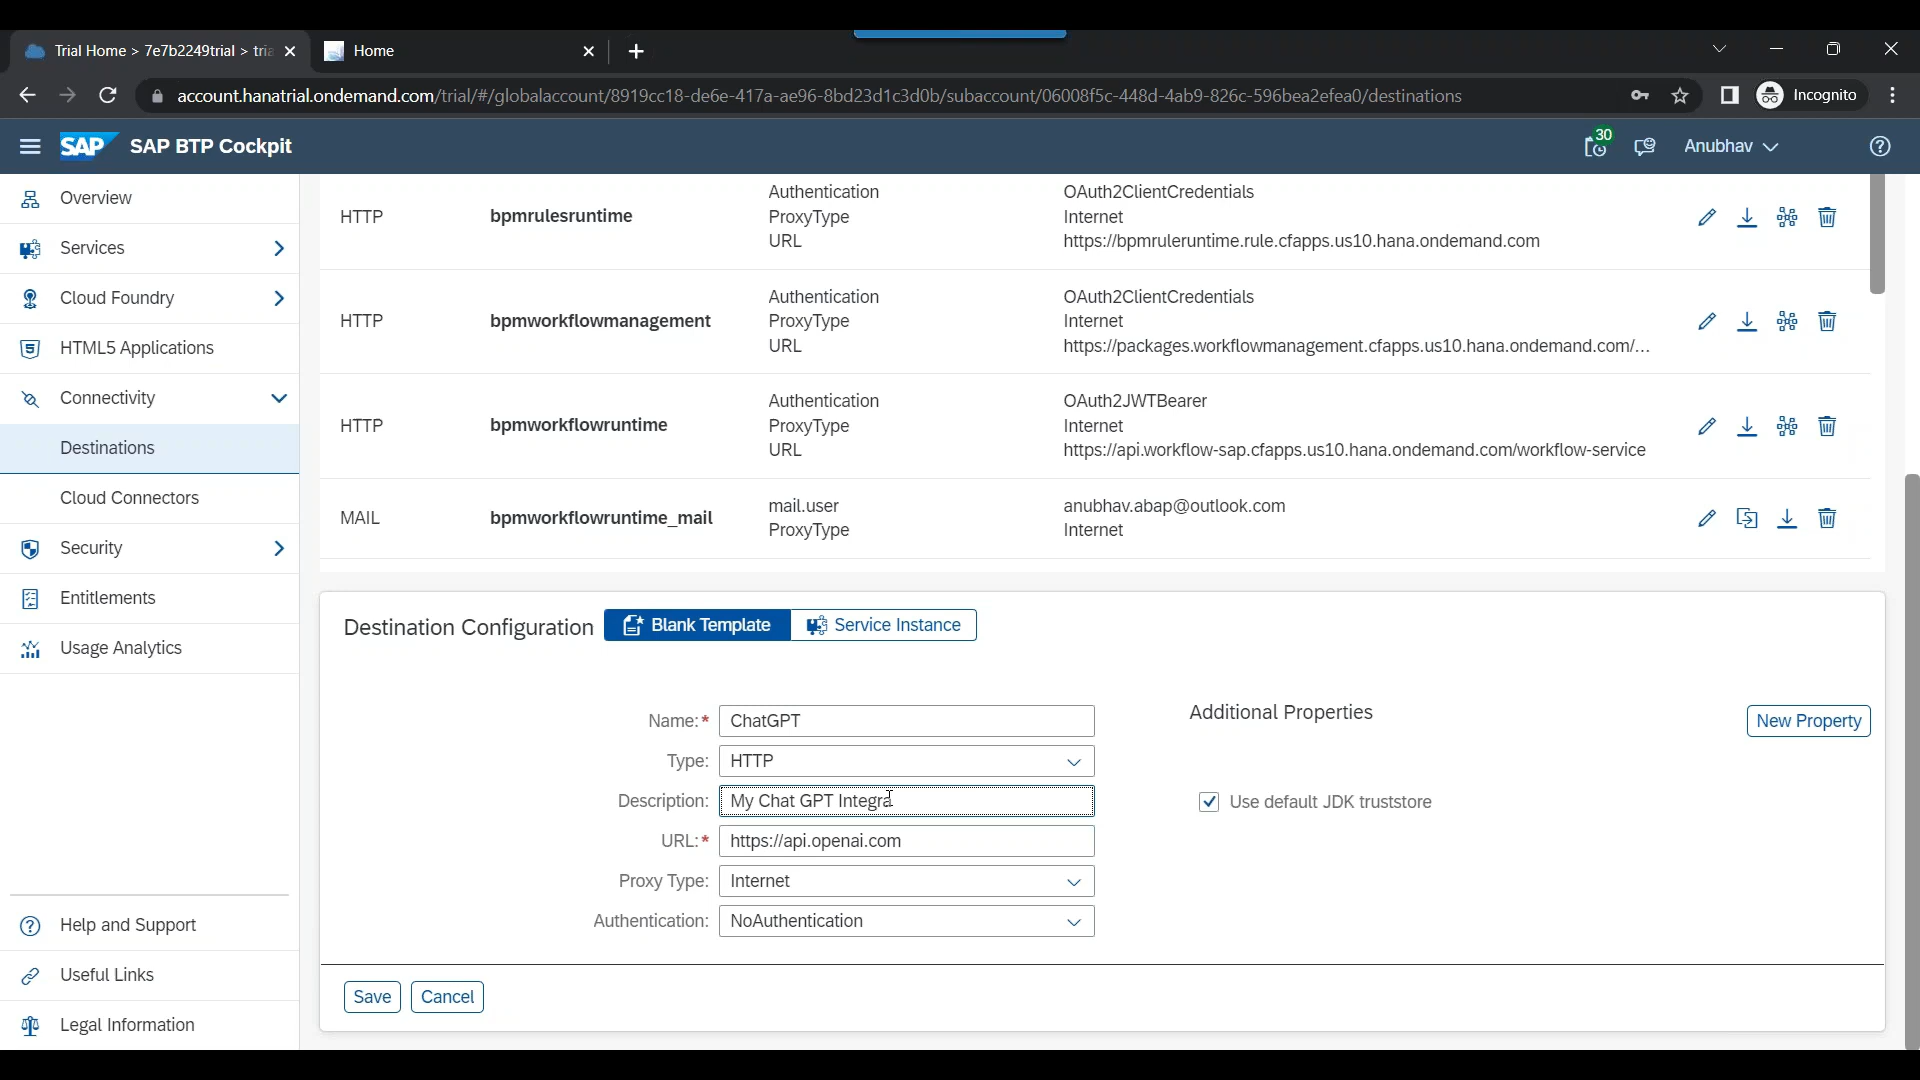 Trial Home > 7e7b2249trial > tria
Home
account.hanatrial.ondemand.com/trial/#/globalaccount/8919cc18-de6e-417a-ae96-8bd23d1c3d0b/subaccount/06008f5c-448d-4ab9-826c-596bea2efea0/destinations
Incognito
SAP
SAP BTP Cockpit
30
Anubhav
Overview
Services
Cloud Foundry
HTML5 Applications
Connectivity
Destinations
Cloud Connectors
Security
Entitlements
Usage Analytics
Help and Support
Useful Links
Legal Information
HTTP
bpmrulesruntime
Authentication OAuth2ClientCredentials
ProxyType Internet
URL https://bpmruleruntime.rule.cfapps.us10.hana.ondemand.com
HTTP
bpmworkflowmanagement
Authentication OAuth2ClientCredentials
ProxyType Internet
URL https://packages.workflowmanagement.cfapps.us10.hana.ondemand.com/...
HTTP
bpmworkflowruntime
Authentication OAuth2JWTBearer
ProxyType Internet
URL https://api.workflow-sap.cfapps.us10.hana.ondemand.com/workflow-service
MAIL
bpmworkflowruntime_mail
mail.user anubhav.abap@outlook.com
ProxyType Internet
Destination Configuration Blank Template Service Instance
Name:* ChatGPT
Type: HTTP
Description: My Chat GPT Integra
URL:* https://api.openai.com
Proxy Type: Internet
Authentication: NoAuthentication
Additional Properties
New Property
Use default JDK truststore
Save Cancel